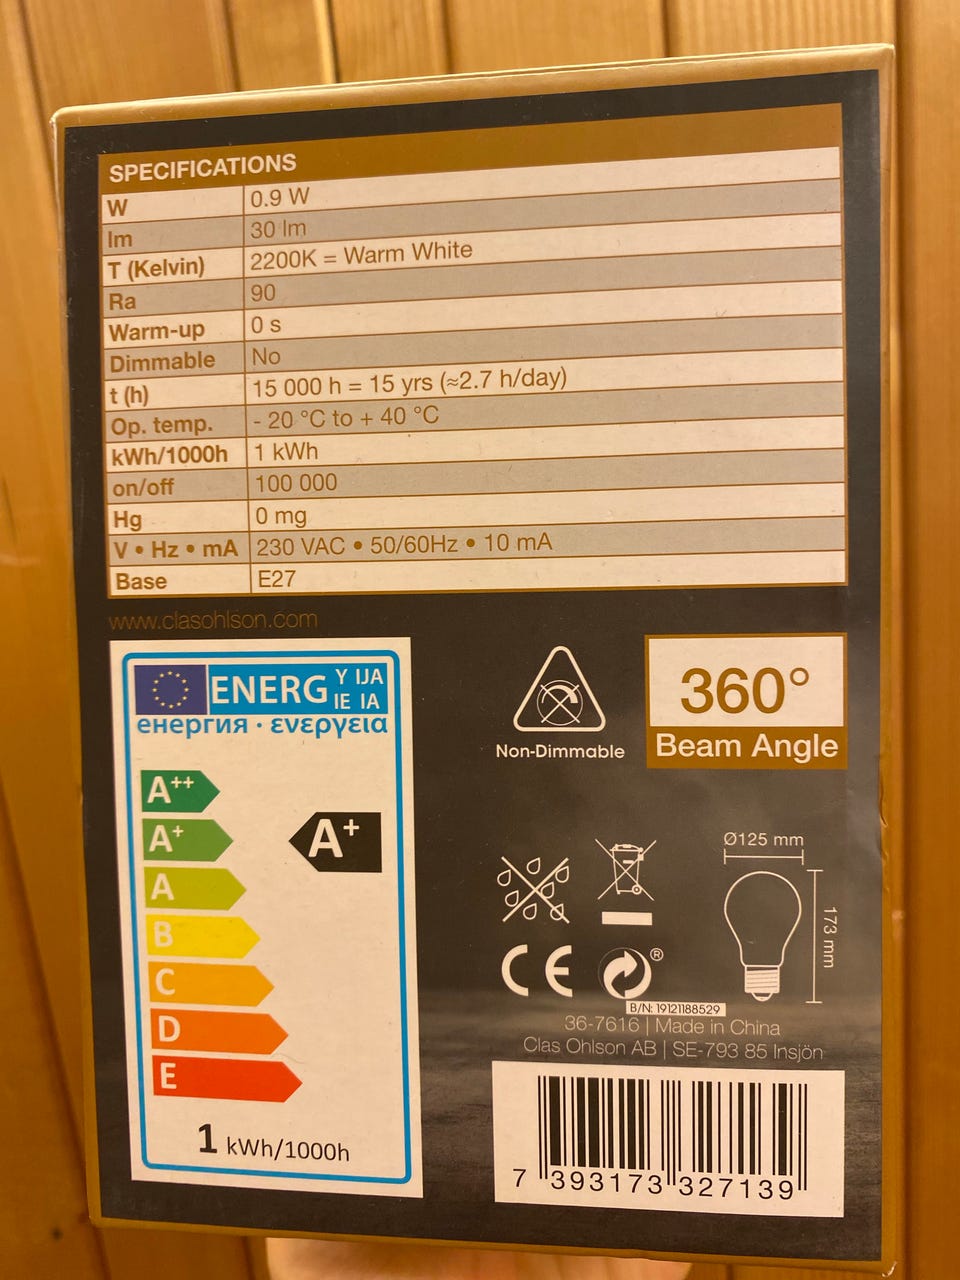 SPECIFICATIONS
W 0.9 W
lm 30 lm
T (Kelvin) 2200K = Warm White
Ra 90
Warm-up 0 s
Dimmable No
t (h) 15 000 h = 15 yrs (≈2.7 h/day)
Op. temp. - 20 °C to + 40 °C
kWh/1000h 1 kWh
on/off 100 000
Hg 0 mg
V • Hz • mA 230 VAC • 50/60Hz • 10 mA
Base E27
www.clasohlson.com
ENERG Y IJA
IE IA
енергия · ενεργεια
A++
A+
A+
A
B
C
D
E
1 kWh/1000h
Non-Dimmable
360°
Beam Angle
Ø125 mm
173 mm
CE
®
B/N: 19121188529
36-7616 | Made in China
Clas Ohlson AB | SE-793 85 Insjön
7 393173 327139